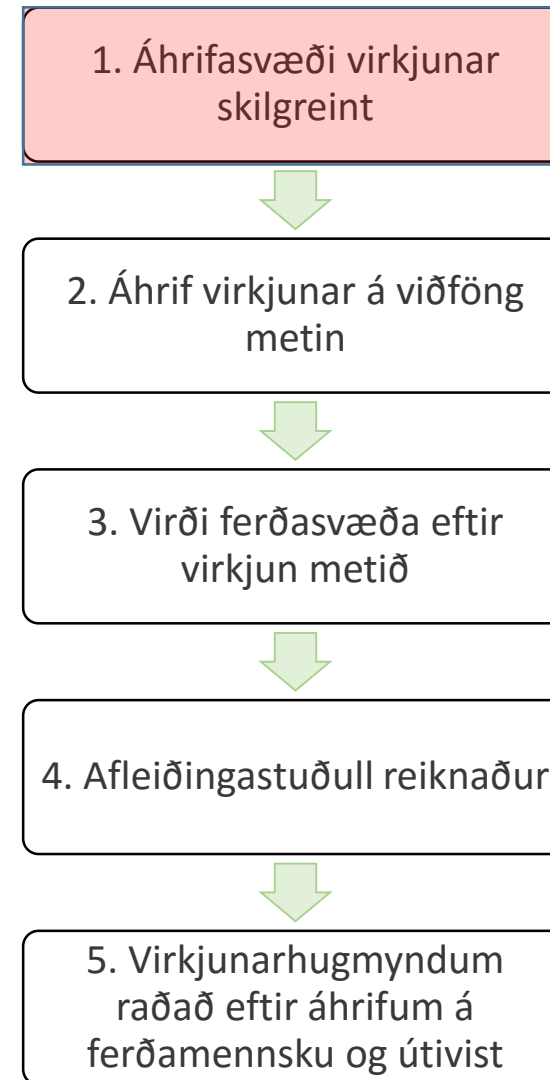 1. Áhrifasvæði virkjunar
skilgreint
2. Áhrif virkjunar á viðföng
metin
3. Virði ferðasvæða eftir
virkjun metið
4. Afleiðingastuðull reiknaður
5. Virkjunarhugmyndum
raðað eftir áhrifum á
ferðamennsku og útivist